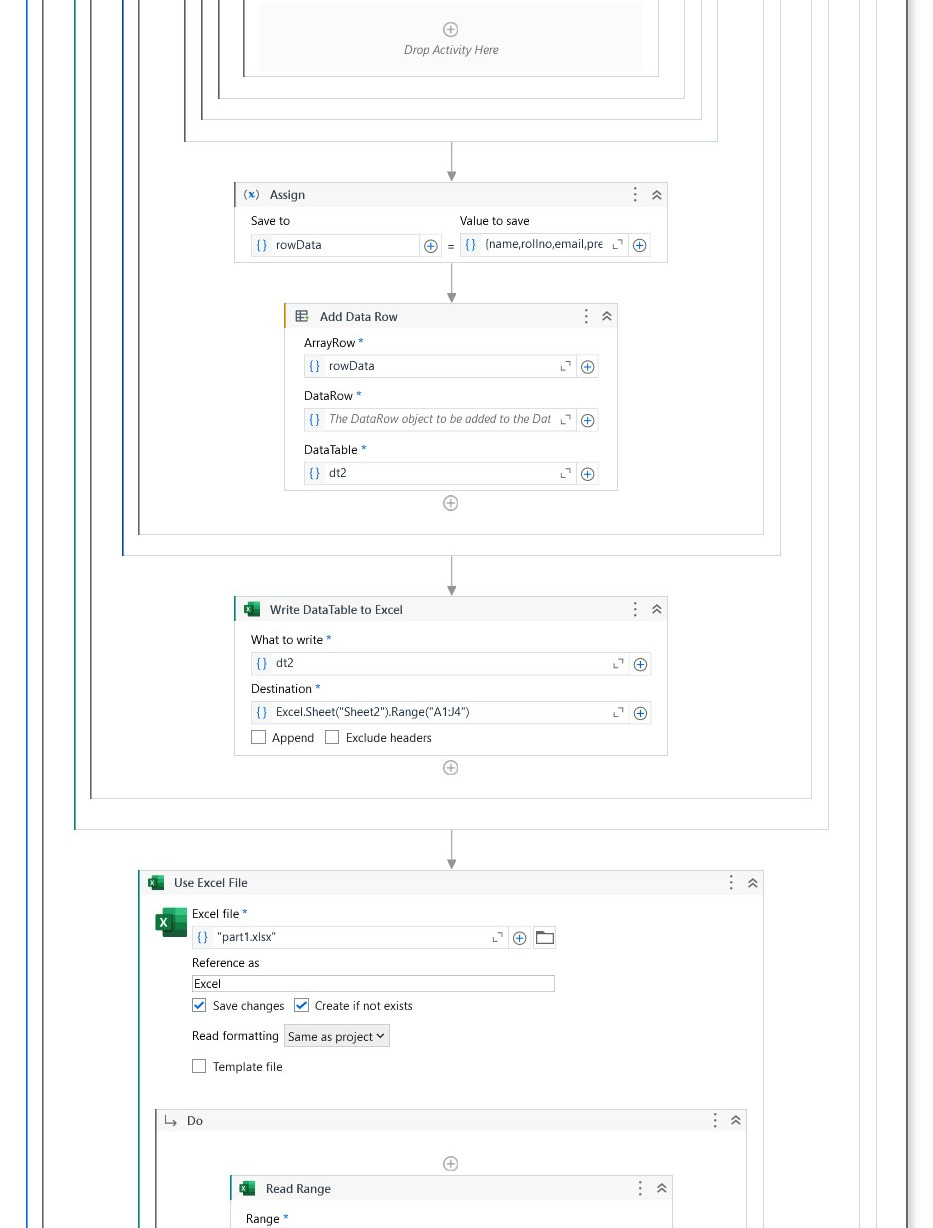 Drop Activity Here
(x) Assign
Save to Value to save
{} rowData = {} {name,rollno,email,pre
Add Data Row
ArrayRow *
{} rowData
DataRow *
{} The DataRow object to be added to the Dat
DataTable *
{} dt2
Write DataTable to Excel
What to write *
{} dt2
Destination *
{} Excel.Sheet("Sheet2").Range("A1:J4")
Append Exclude headers
Use Excel File
Excel file *
{} "part1.xlsx"
Reference as
Excel
Save changes Create if not exists
Read formatting Same as project
Template file
Do
Read Range
Range *